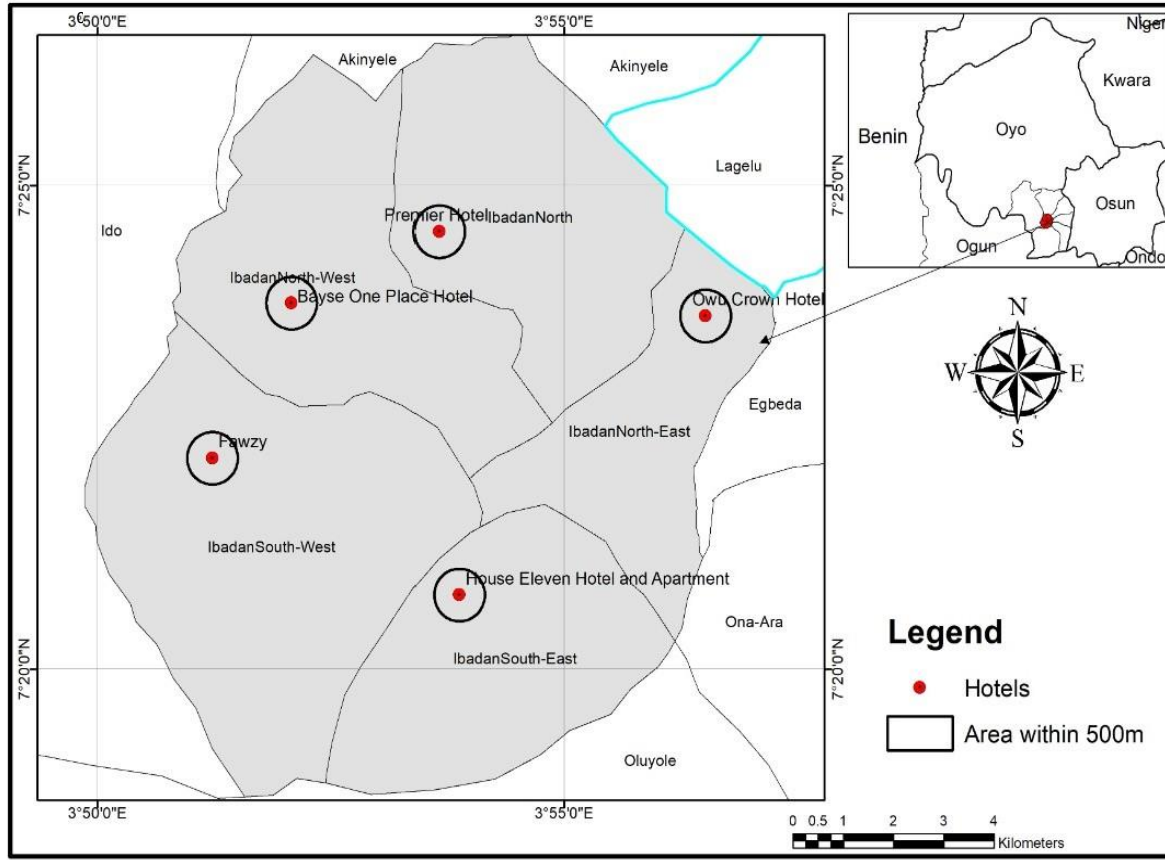 3°50'0"E
3°55'0"E
Niger
Akinyele
Akinyele
Kwara
Benin
Oyo
Lagelu
7°25'0"N
7°25'0"N
Osun
Premier Hotel
IbadanNorth
Ido
Ogun
Ondo
IbadanNorth-West
Bayse One Place Hotel
Owu Crown Hotel
N
W
E
S
Egbeda
IbadanNorth-East
Fawzy
IbadanSouth-West
House Eleven Hotel and Apartment
Ona-Ara
Legend
IbadanSouth-East
7°20'0"N
7°20'0"N
Hotels
Area within 500m
Oluyole
3°50'0"E
3°55'0"E
0 0.5 1 2 3 4
Kilometers